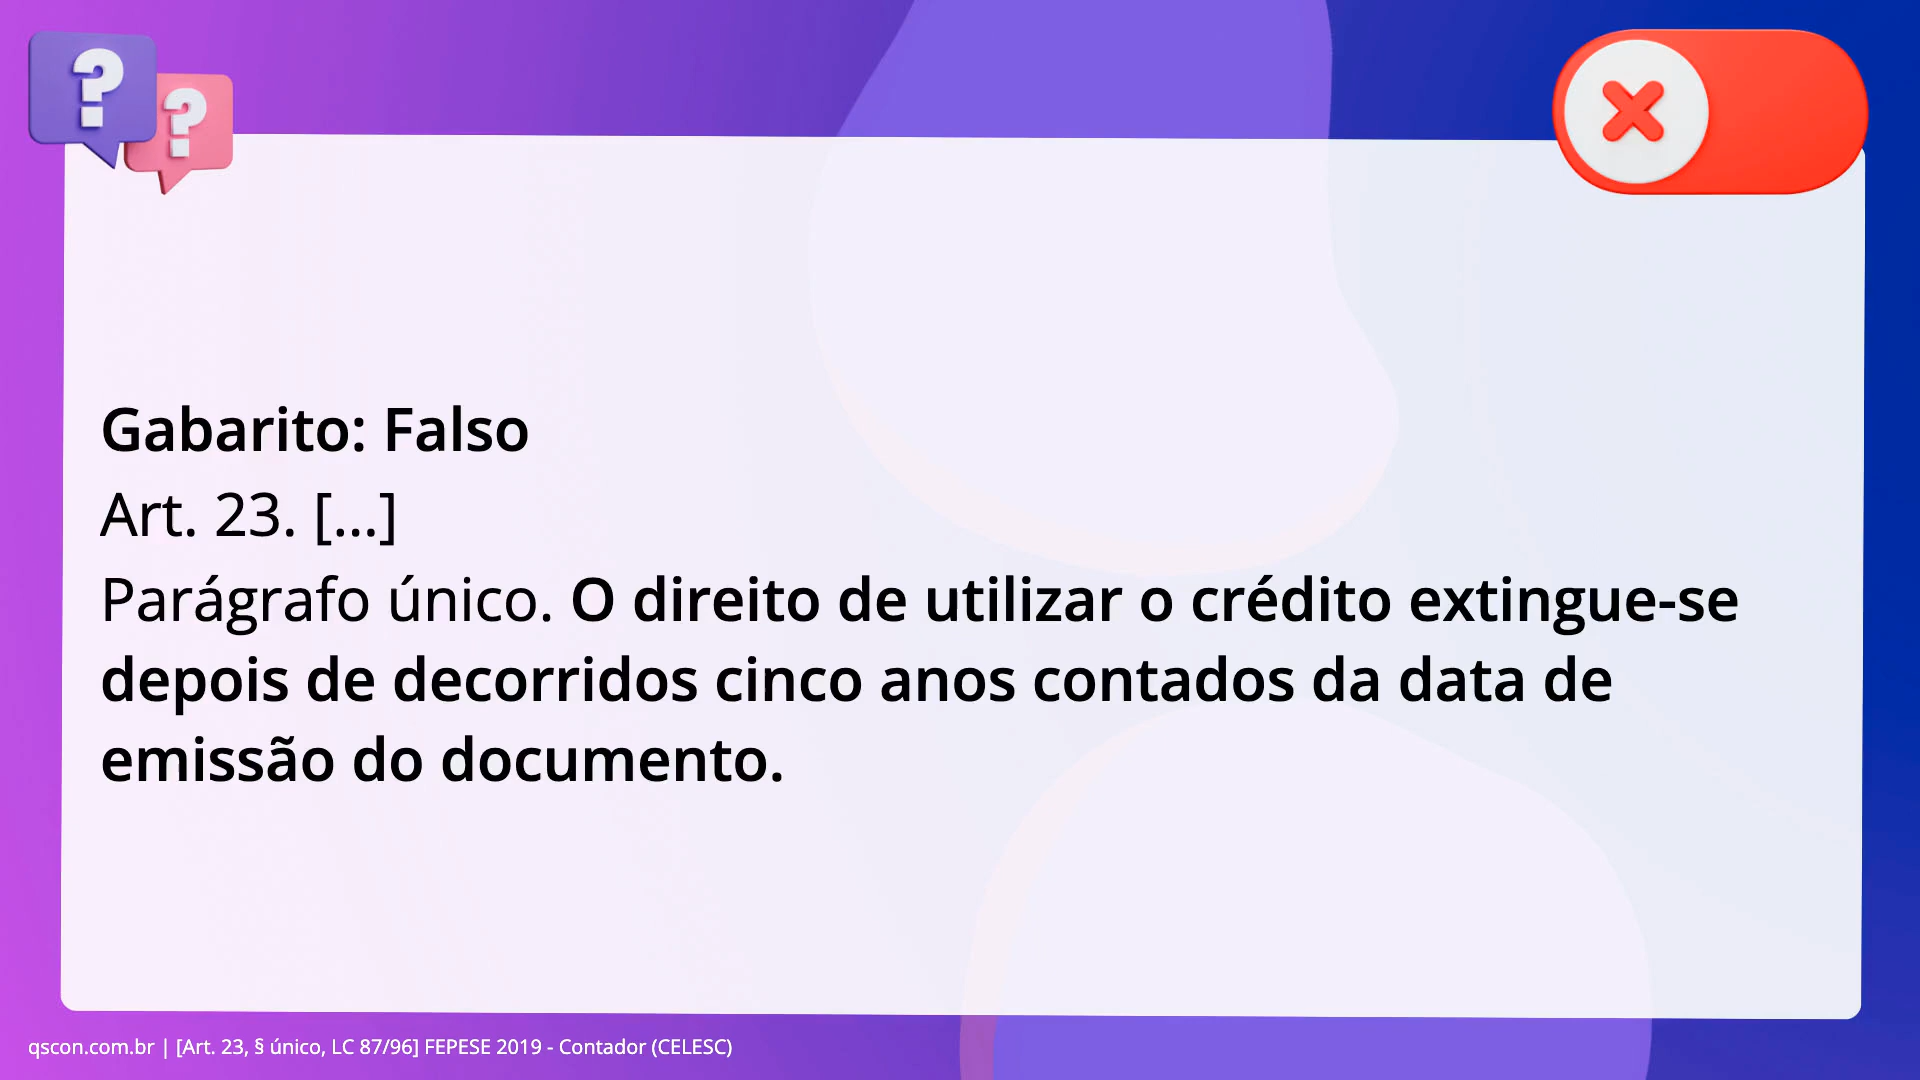 ?
?
Gabarito: Falso
Art. 23. [...]
Parágrafo único. O direito de utilizar o crédito extingue-se
depois de decorridos cinco anos contados da data de
emissão do documento.
qscon.com.br | [Art. 23, § único, LC 87/96] FEPESE 2019 - Contador (CELESC)